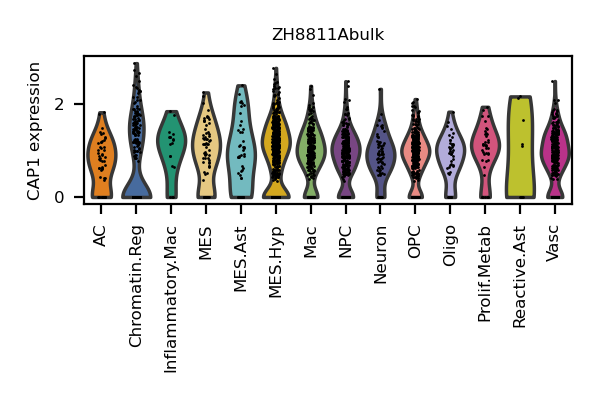 ZH8811Abulk
CAP1 expression
2
0
AC
Chromatin.Reg
Inflammatory.Mac
MES
MES.Ast
MES.Hyp
Mac
NPC
Neuron
OPC
Oligo
Prolif.Metab
Reactive.Ast
Vasc